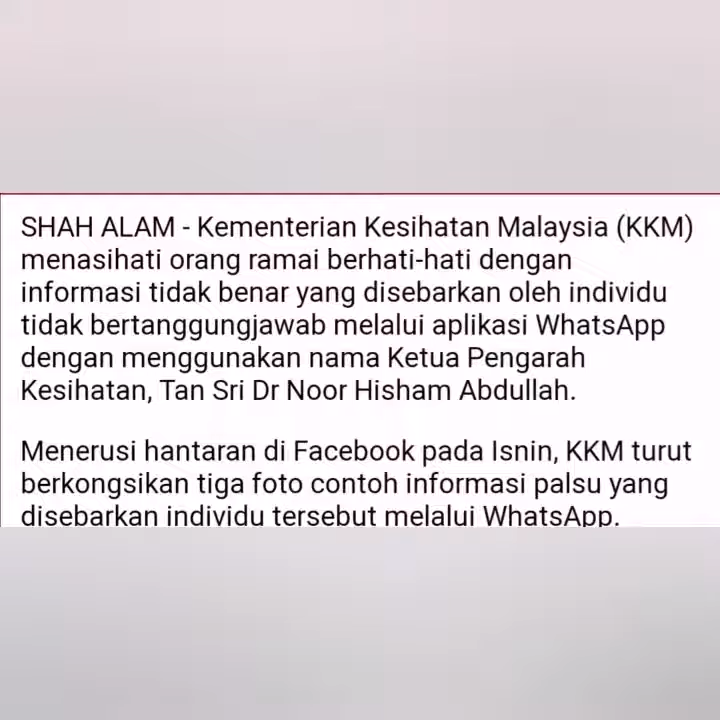 SHAH ALAM - Kementerian Kesihatan Malaysia (KKM)
menasihati orang ramai berhati-hati dengan
informasi tidak benar yang disebarkan oleh individu
tidak bertanggungjawab melalui aplikasi WhatsApp
dengan menggunakan nama Ketua Pengarah
Kesihatan, Tan Sri Dr Noor Hisham Abdullah.
Menerusi hantaran di Facebook pada Isnin, KKM turut
berkongsikan tiga foto contoh informasi palsu yang
disebarkan individu tersebut melalui WhatsApp.